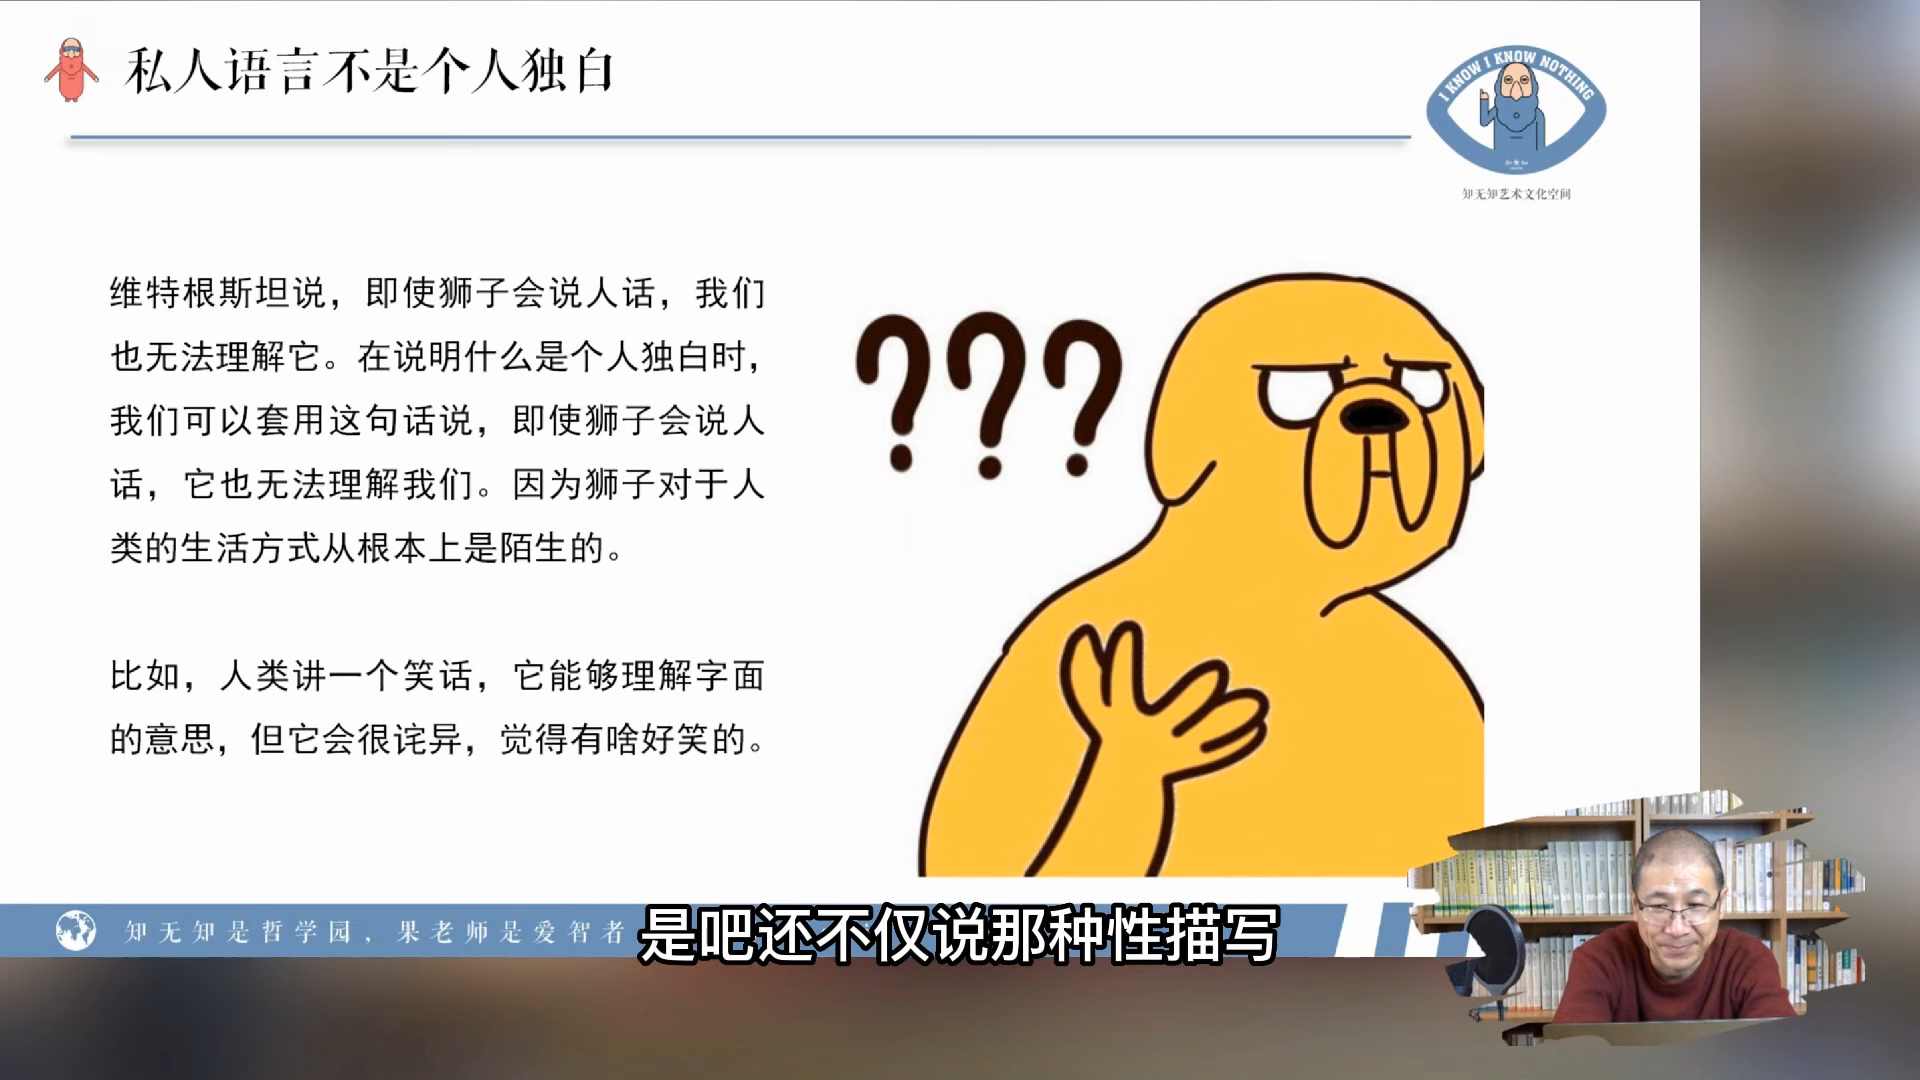 私人语言不是个人独白
I KNOW I KNOW NOTHING
知无知
知无知艺术文化空间
维特根斯坦说，即使狮子会说人话，我们
也无法理解它。在说明什么是个人独白时，
我们可以套用这句话说，即使狮子会说人
话，它也无法理解我们。因为狮子对于人
类的生活方式从根本上是陌生的。
比如，人类讲一个笑话，它能够理解字面
的意思，但它会很诧异，觉得有啥好笑的。
???
知无知是哲学园，果老师是爱智者
是吧还不仅说那种性描写